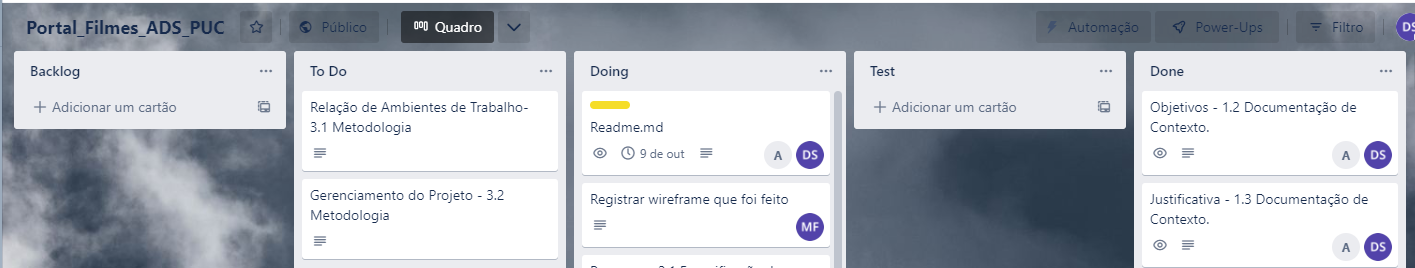 Portal_Filmes_ADS_PUC
Público
Quadro
Automação
Power-Ups
Filtro
DS
Backlog
Adicionar um cartão
To Do
Relação de Ambientes de Trabalho-
3.1 Metodologia
Gerenciamento do Projeto - 3.2
Metodologia
Doing
Readme.md
9 de out
A
DS
Registrar wireframe que foi feito
MF
Test
Adicionar um cartão
Done
Objetivos - 1.2 Documentação de
Contexto.
A
DS
Justificativa - 1.3 Documentação de
Contexto.
A
DS